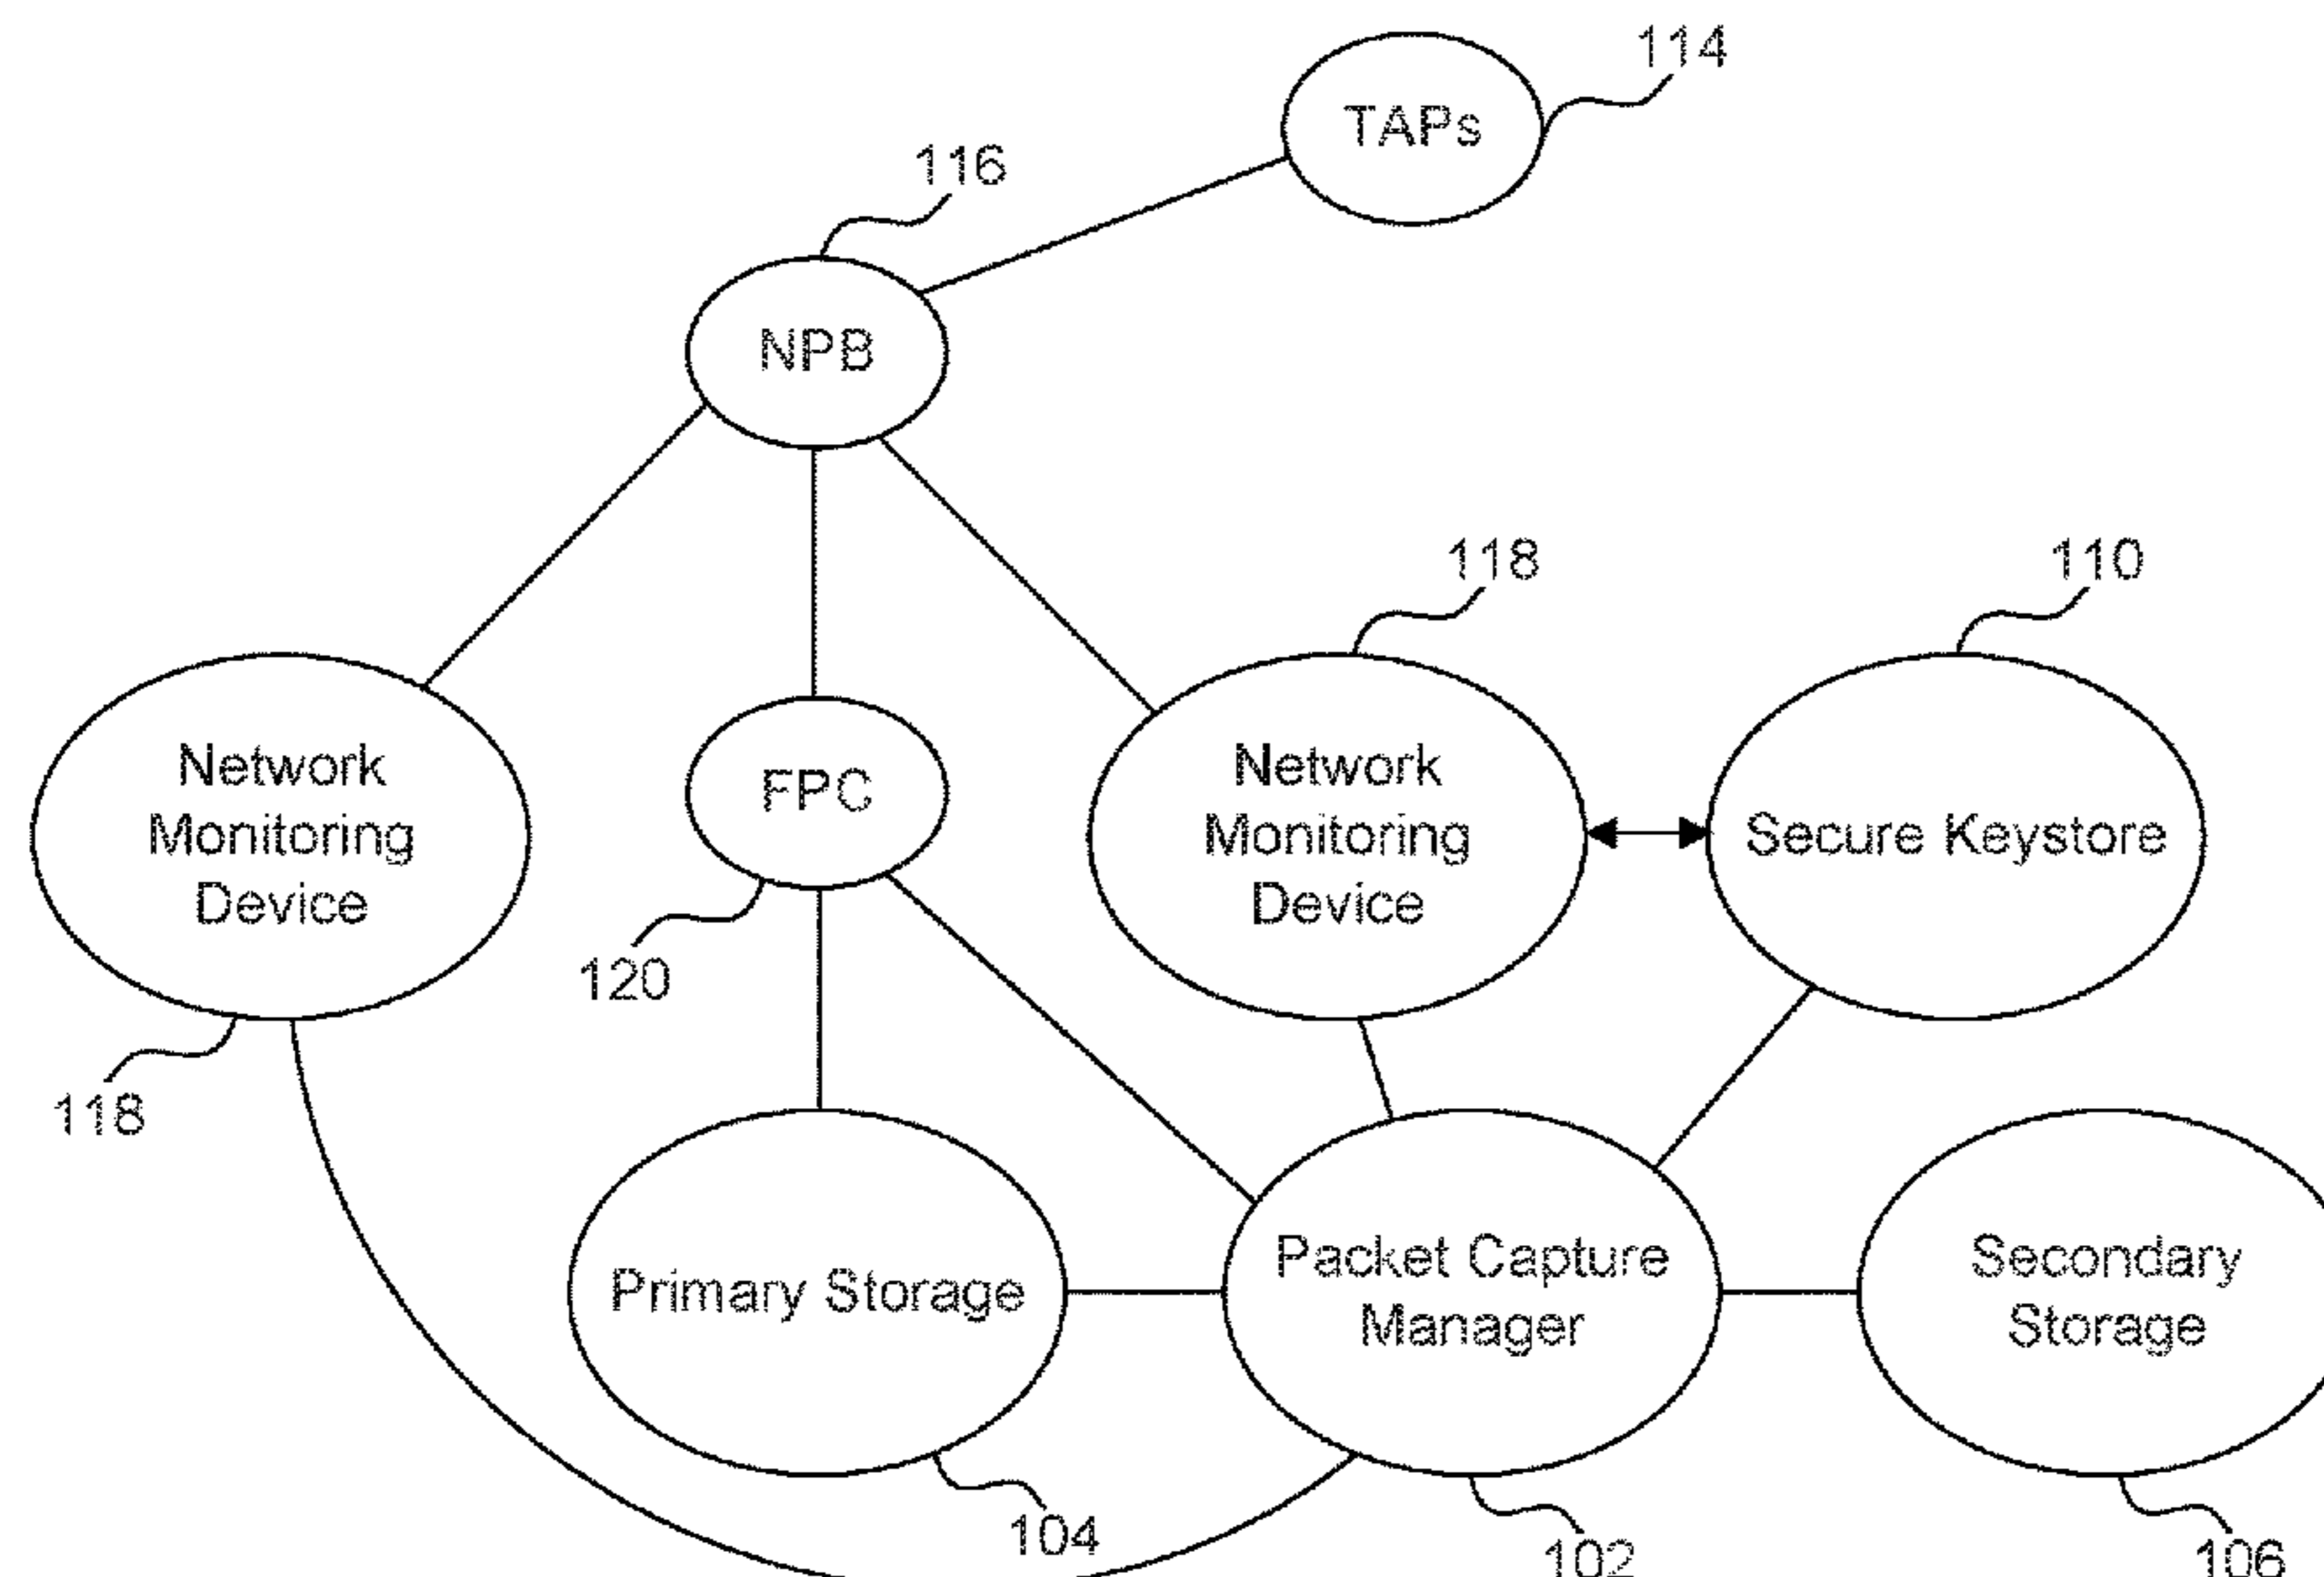 114
TAPs
116
NPB
118
110
Network
Monitoring
Device
FPC
Network
Monitoring
Device
Secure Keystore
120
118
Primary Storage
Packet Capture
Manager
Secondary
Storage
104
102
106